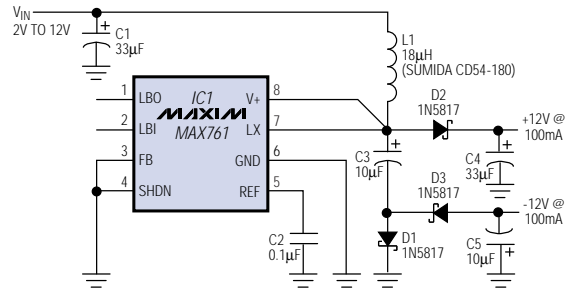 VIN
2V TO 12V
C1
33µF
L1
18µH
(SUMIDA CD54-180)
1 LBO
2 LBI
3 FB
4 SHDN
IC1
MAXIM
MAX761
V+ 8
LX 7
GND 6
REF 5
D2
1N5817
+12V @
100mA
C3
10µF
C4
33µF
D3
1N5817
-12V @
100mA
C2
0.1µF
D1
1N5817
C5
10µF
+
+
+
+